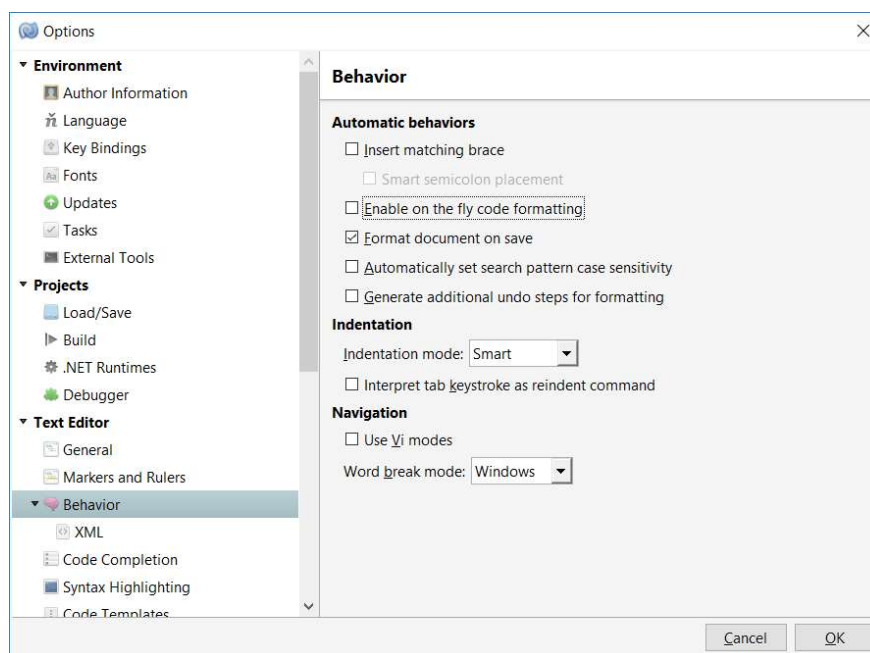 Options
Environment
Author Information
Language
Key Bindings
Fonts
Updates
Tasks
External Tools
Projects
Load/Save
Build
.NET Runtimes
Debugger
Text Editor
General
Markers and Rulers
Behavior
XML
Code Completion
Syntax Highlighting
Code Templates
Behavior
Automatic behaviors
Insert matching brace
Smart semicolon placement
Enable on the fly code formatting
Format document on save
Automatically set search pattern case sensitivity
Generate additional undo steps for formatting
Indentation
Indentation mode: Smart
Interpret tab keystroke as reindent command
Navigation
Use Vi modes
Word break mode: Windows
Cancel OK